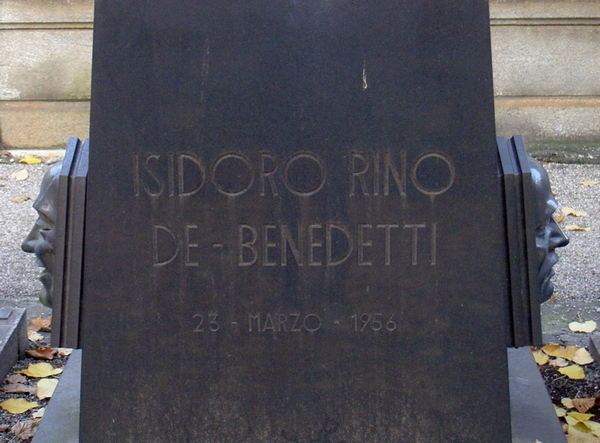 ISIDORO RINO
DE-BENEDETTI
23 - MARZO - 1956